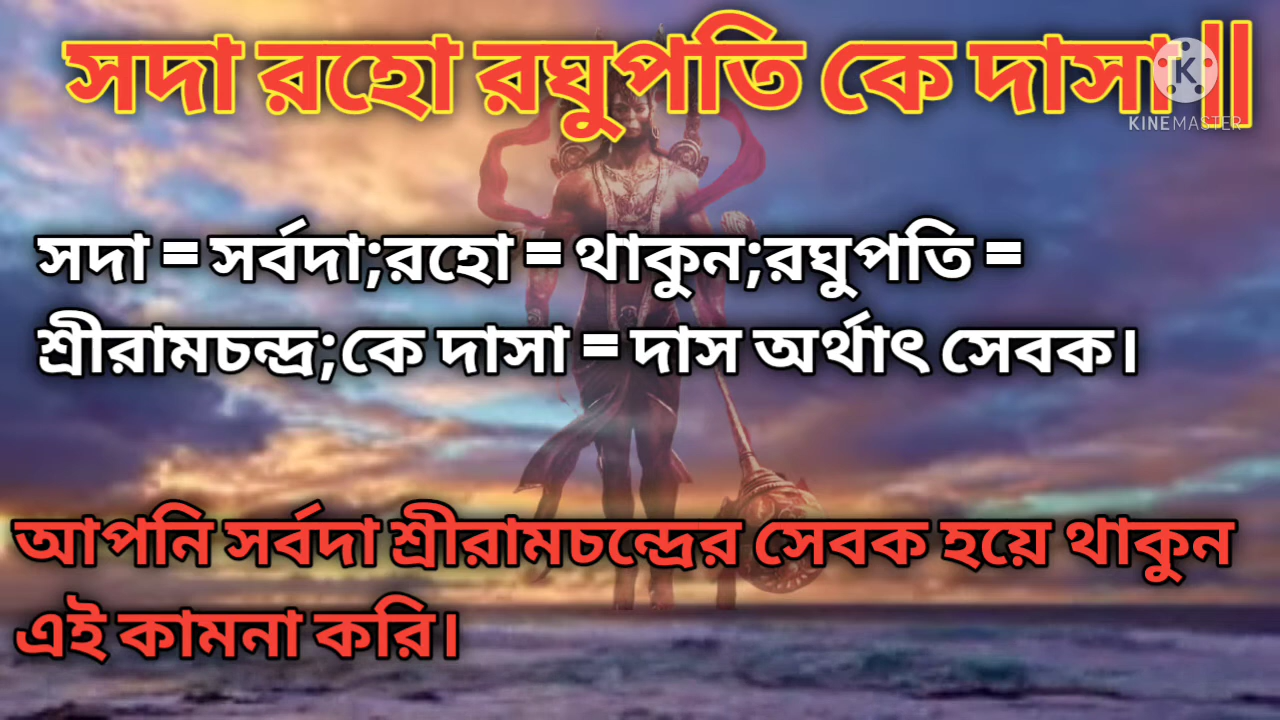 সদা রহো রঘুপতি কে দাসা||
KINEMASTER
সদা = সর্বদা;রহো = থাকুন;রঘুপতি =
শ্রীরামচন্দ্র;কে দাসা = দাস অর্থাৎ সেবক।
আপনি সর্বদা শ্রীরামচন্দ্রের সেবক হয়ে থাকুন
এই কামনা করি।